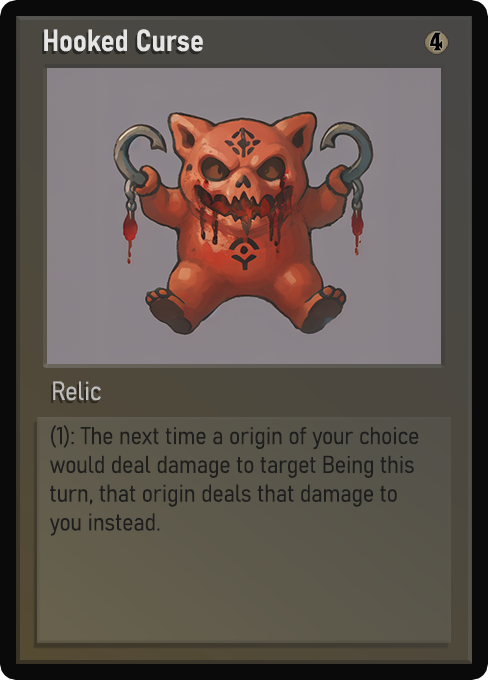 Hooked Curse
4
Relic
(1): The next time a origin of your choice
would deal damage to target Being this
turn, that origin deals that damage to
you instead.